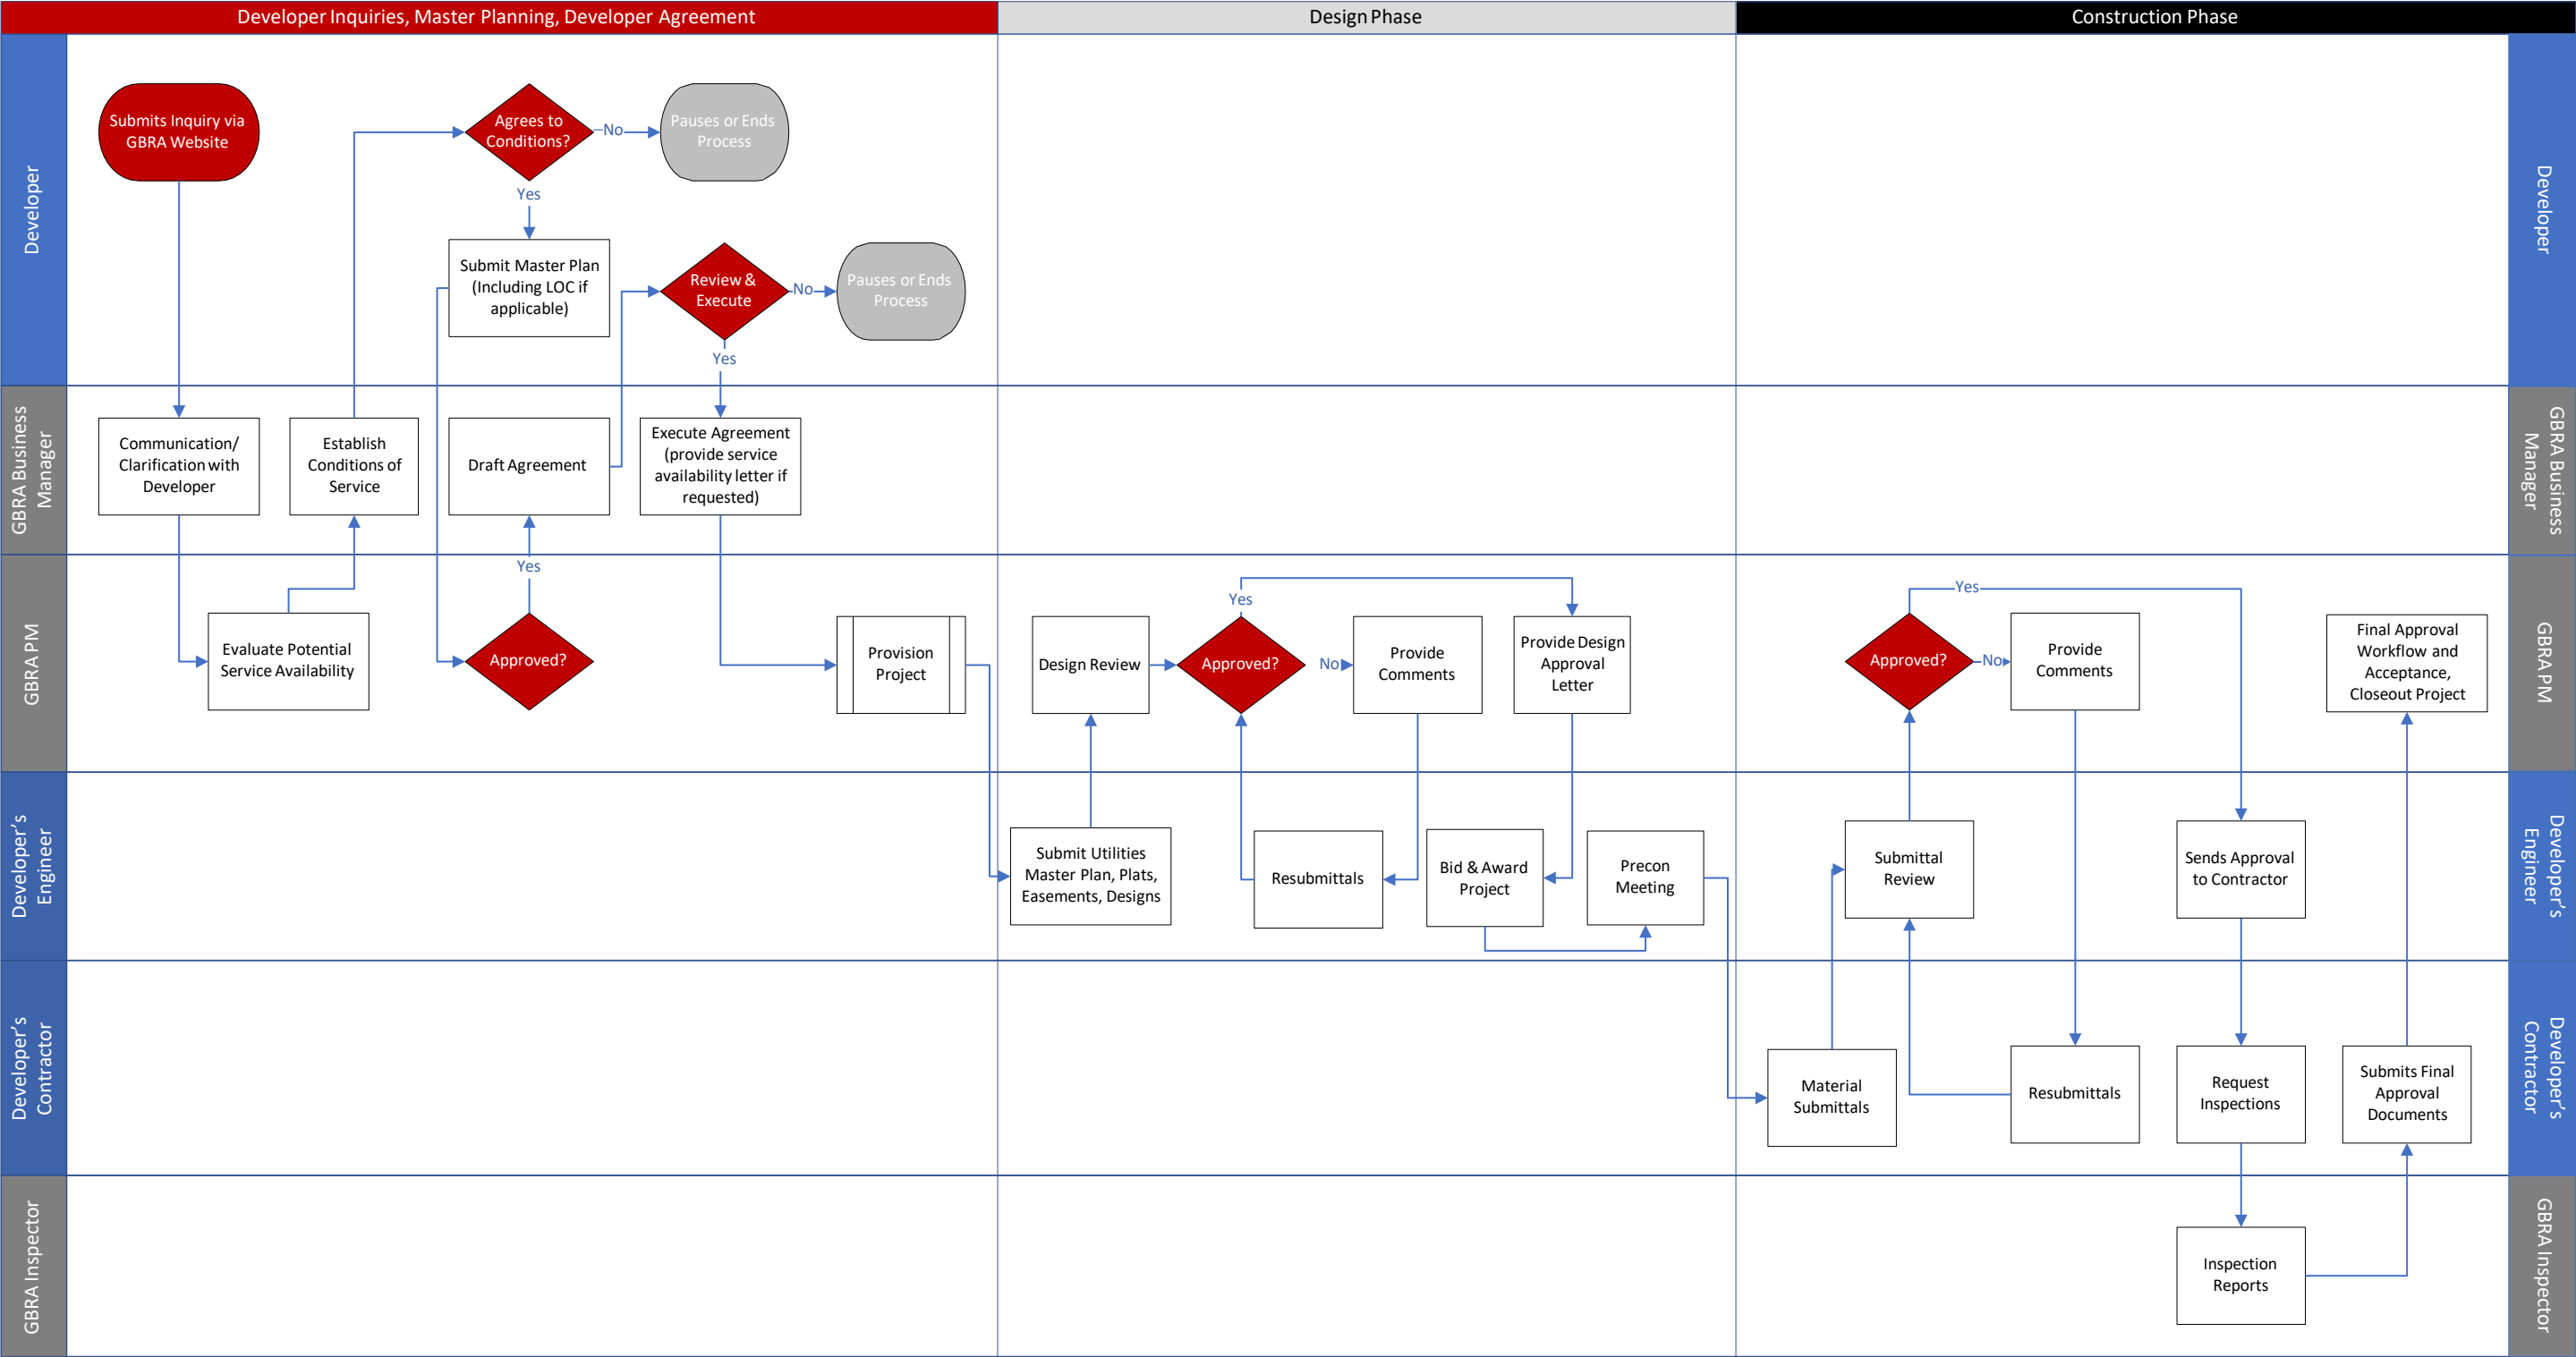 Developer Inquiries, Master Planning, Developer Agreement
Design Phase
Construction Phase
Developer
Submits Inquiry via
GBRA Website
Agrees to
Conditions?
No
Pauses or Ends
Process
Yes
Submit Master Plan
(Including LOC if
applicable)
Review &
Execute
No
Pauses or Ends
Process
Yes
Developer
GBRA Business
Manager
Communication/
Clarification with
Developer
Establish
Conditions of
Service
Draft Agreement
Execute Agreement
(provide service
availability letter if
requested)
GBRA Business
Manager
GBRA PM
Evaluate Potential
Service Availability
Yes
Approved?
Provision
Project
Design Review
Yes
Approved?
No
Provide
Comments
Provide Design
Approval
Letter
Yes
Approved?
No
Provide
Comments
Final Approval
Workflow and
Acceptance,
Closeout Project
GBRA PM
Developer's
Engineer
Submit Utilities
Master Plan, Plats,
Easements, Designs
Resubmittals
Bid & Award
Project
Precon
Meeting
Submittal
Review
Sends Approval
to Contractor
Developer's
Engineer
Developer's
Contractor
Material
Submittals
Resubmittals
Request
Inspections
Submits Final
Approval
Documents
Developer's
Contractor
GBRA Inspector
Inspection
Reports
GBRA Inspector